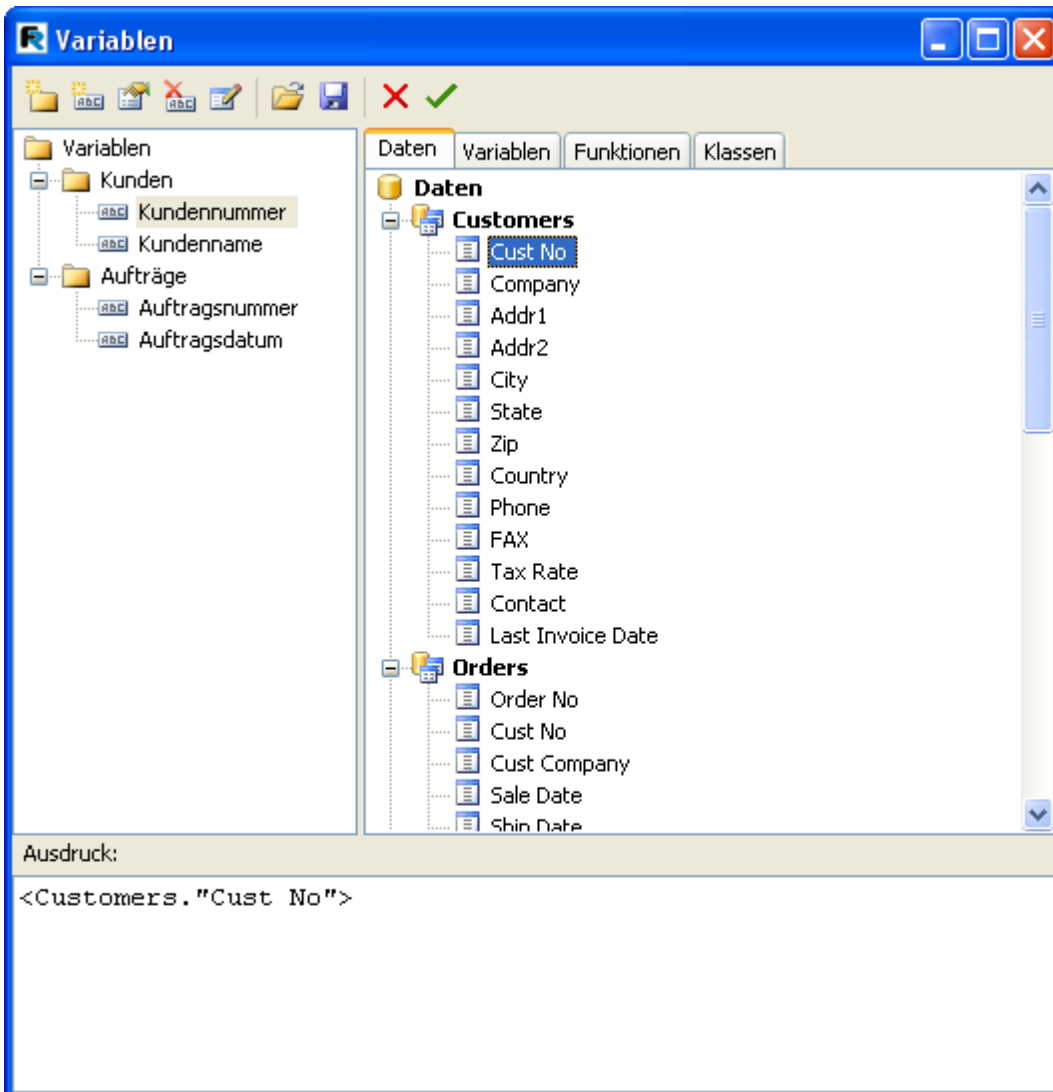 Variablen
Variablen
Kunden
Kundennummer
Kundenname
Aufträge
Auftragsnummer
Auftragsdatum
Daten Variablen Funktionen Klassen
Daten
Customers
Cust No
Company
Addr1
Addr2
City
State
Zip
Country
Phone
FAX
Tax Rate
Contact
Last Invoice Date
Orders
Order No
Cust No
Cust Company
Sale Date
Ship Date
Ausdruck:
<Customers."Cust No">